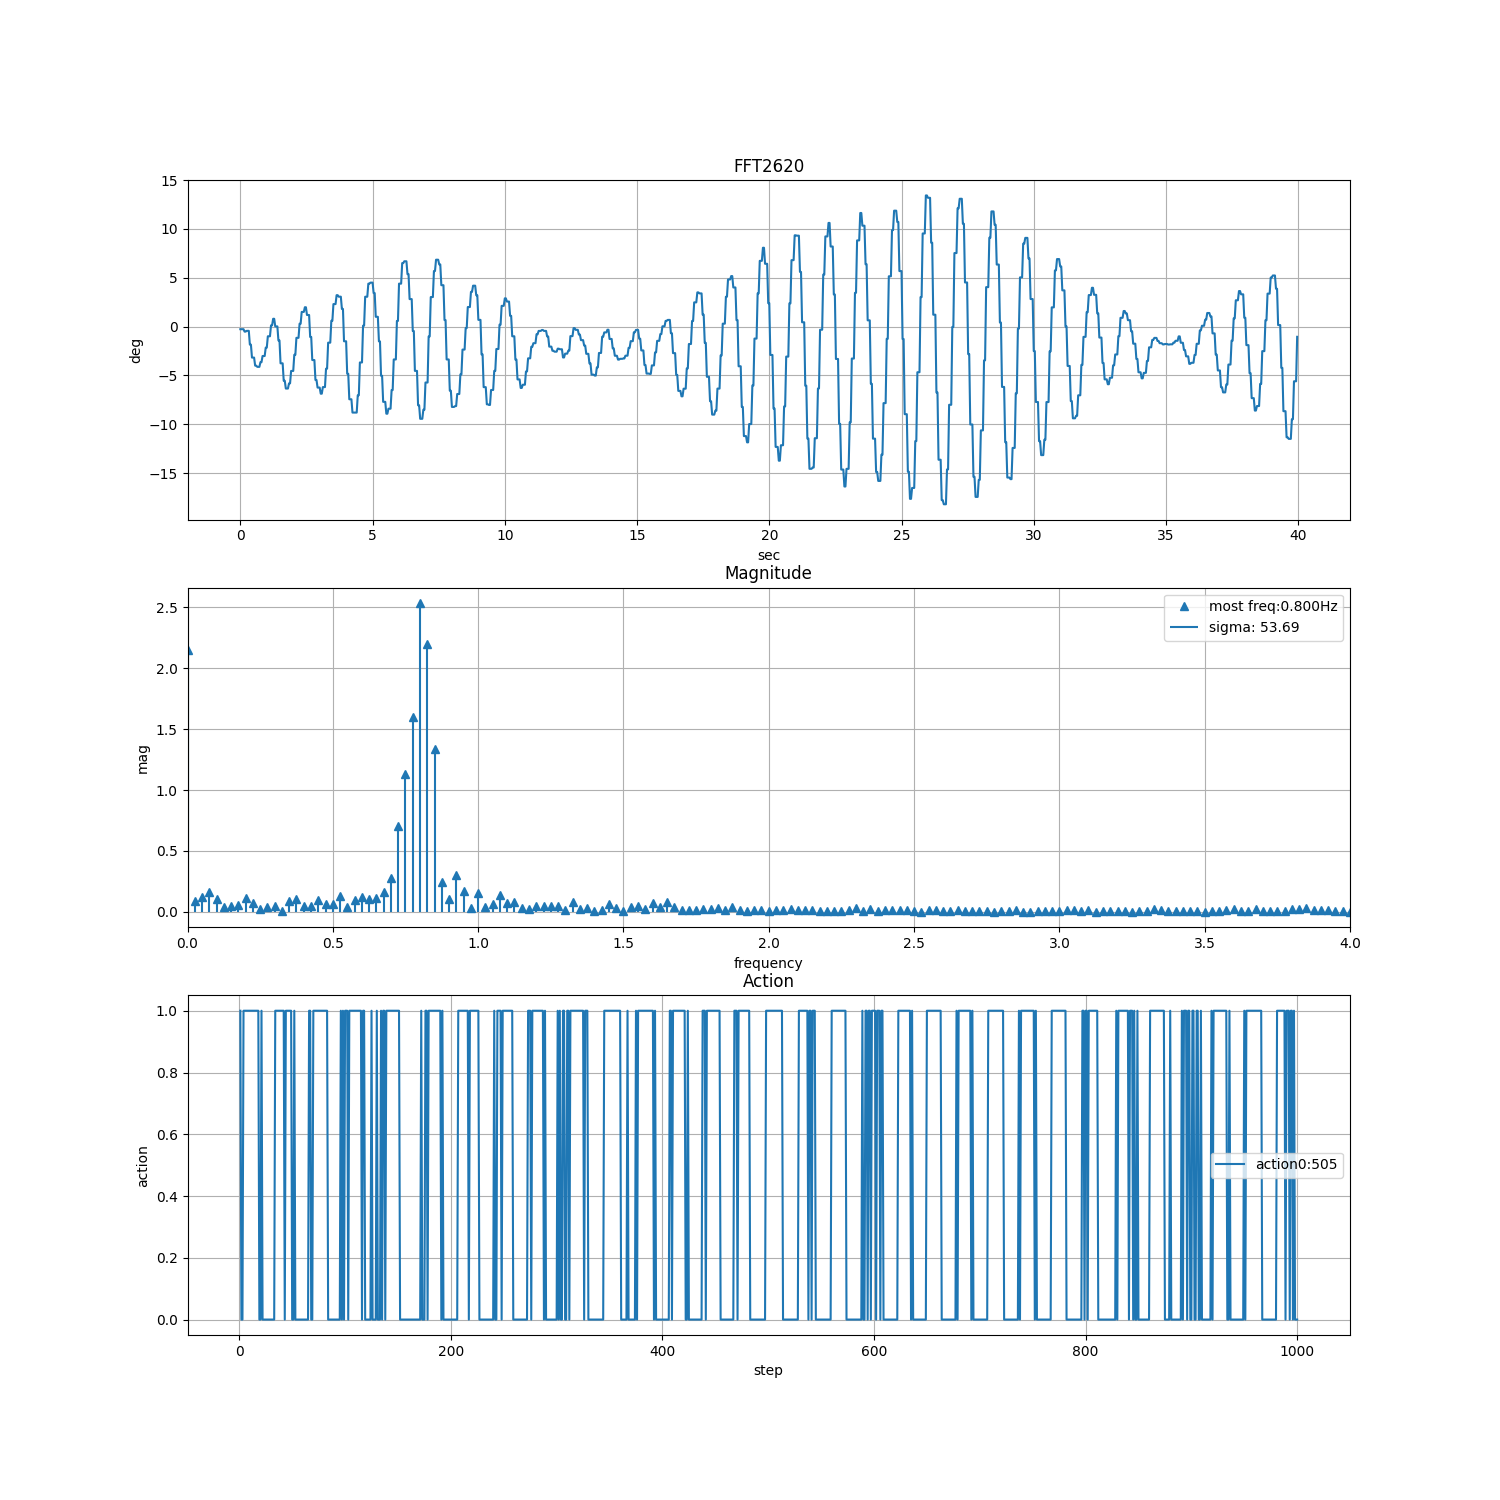 FFT2620
15
10
5
0
−5
−10
−15
deg
0 5 10 15 20 25 30 35 40
sec
Magnitude
2.5
2.0
1.5
1.0
0.5
0.0
mag
most freq:0.800Hz
sigma: 53.69
0.0 0.5 1.0 1.5 2.0 2.5 3.0 3.5 4.0
frequency
Action
1.0
0.8
0.6
0.4
0.2
0.0
action
action0:505
0 200 400 600 800 1000
step